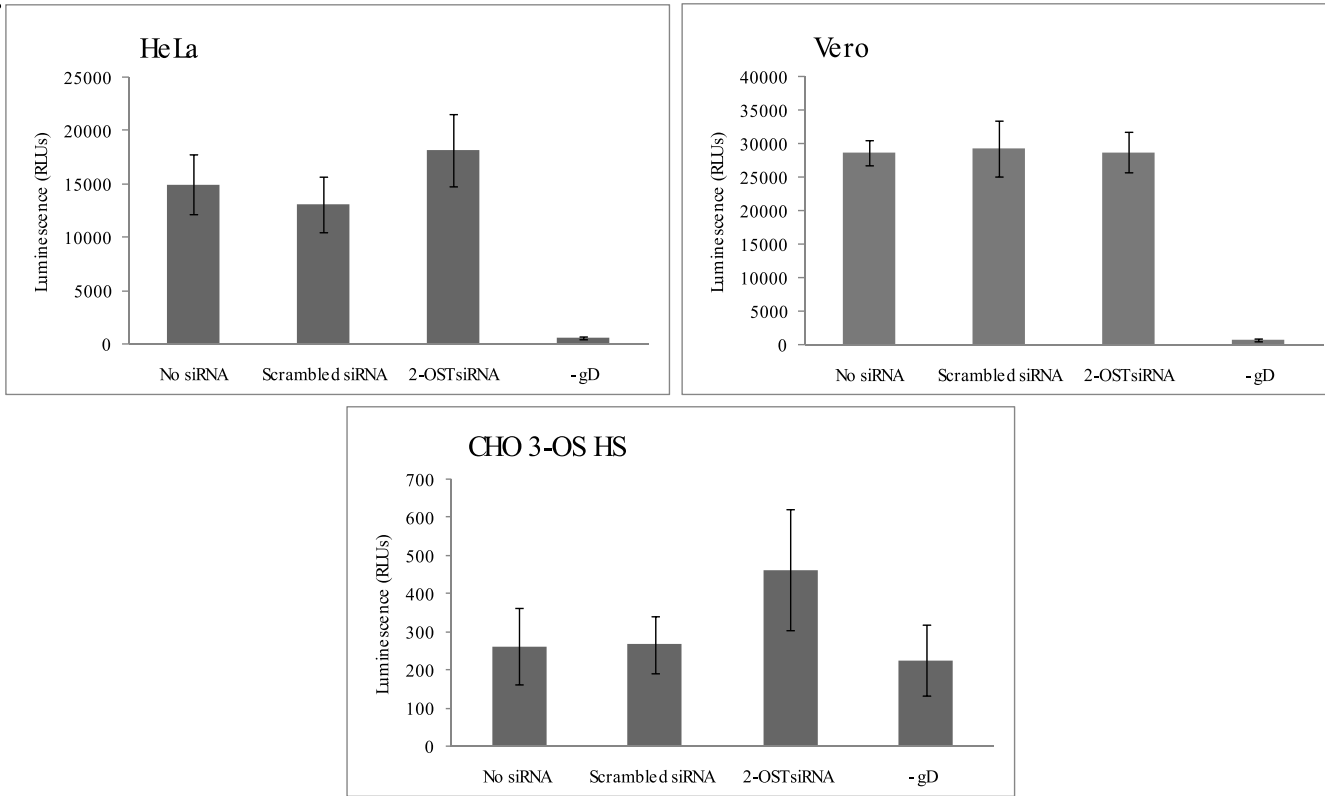 HeLa
Luminescence (RLUs)
25000
20000
15000
10000
5000
0
No siRNA Scrambled siRNA 2-OSTsiRNA -gD
Vero
Luminescence (RLUs)
40000
35000
30000
25000
20000
15000
10000
5000
0
No siRNA Scrambled siRNA 2-OSTsiRNA -gD
CHO 3-OS HS
Luminescence (RLUs)
700
600
500
400
300
200
100
0
No siRNA Scrambled siRNA 2-OSTsiRNA -gD